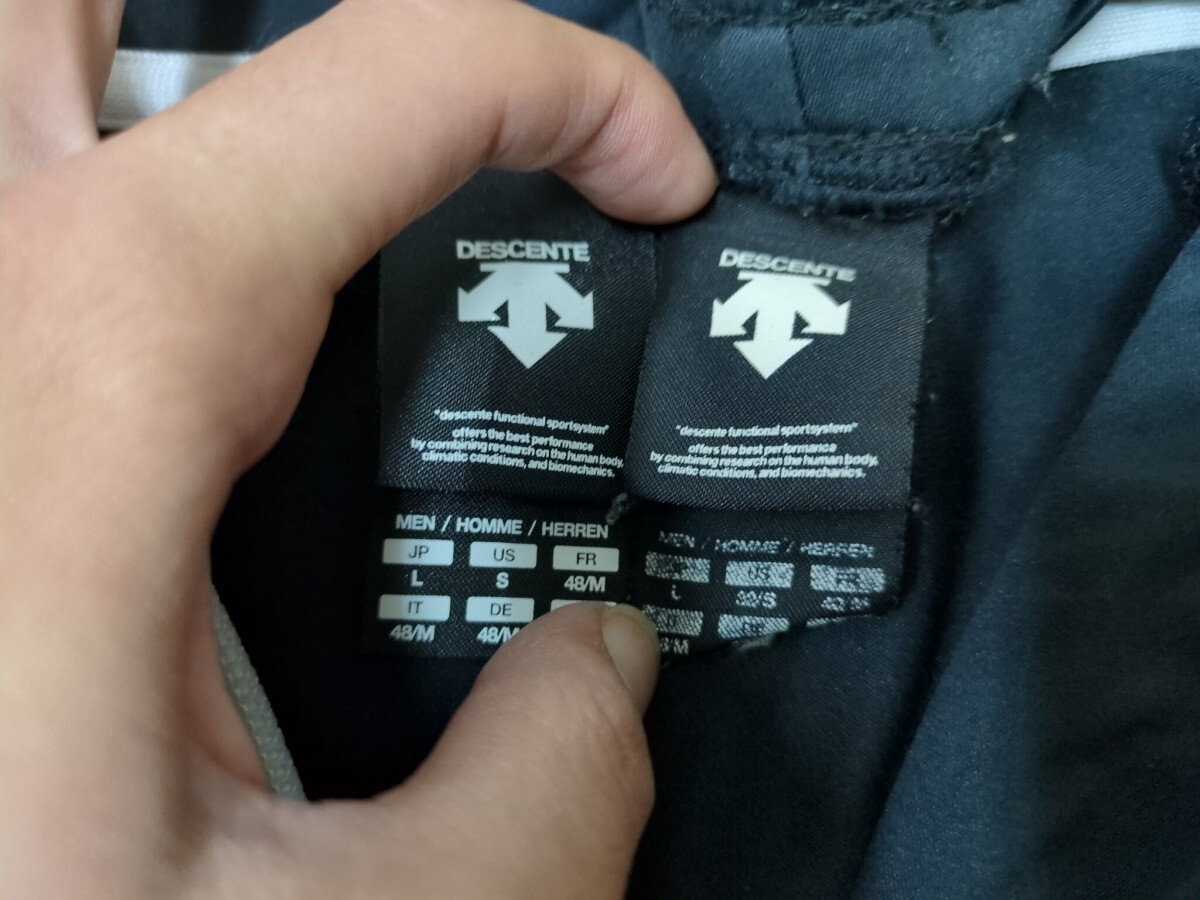 DESCENTE
"descente functional sportsystem"
offers the best performance
by combining research on the human body,
climatic conditions, and biomechanics.
MEN / HOMME / HERREN
JP US FR
L S 48/M
IT DE
48/M 48/M
DESCENTE
"descente functional sportsystem"
offers the best performance
by combining research on the human body,
climatic conditions, and biomechanics.
MEN / HOMME / HERREN
US FR
L